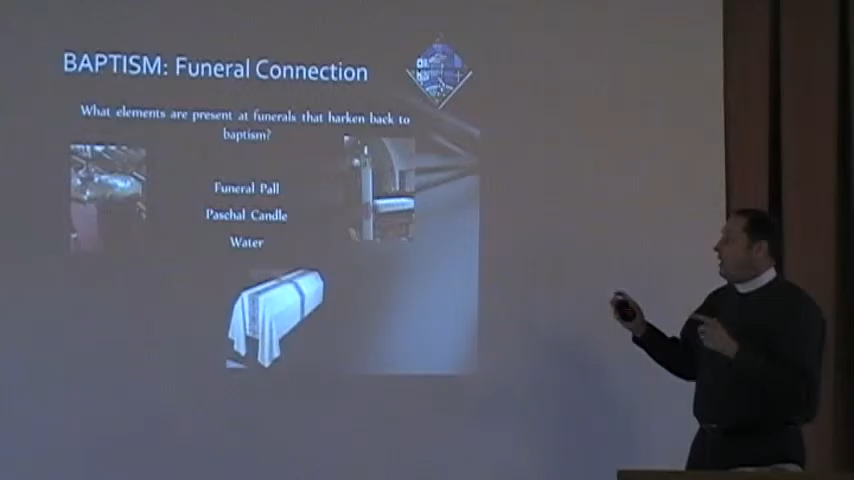 BAPTISM: Funeral Connection
What elements are present at funerals that harken back to
baptism?
Funeral Pall
Paschal Candle
Water